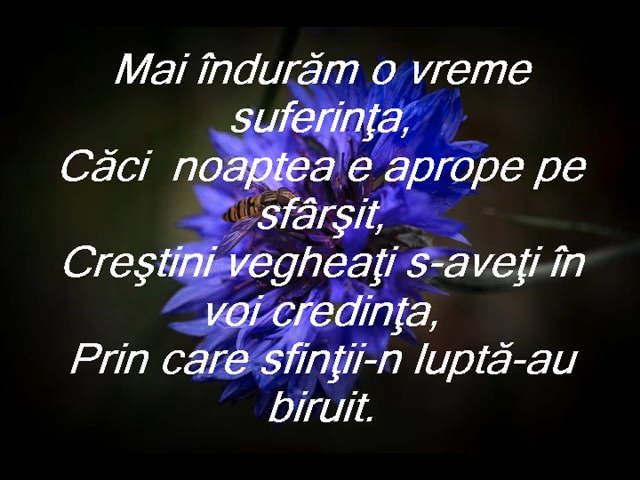 Mai îndurăm o vreme
suferinţa,
Căci  noaptea e aprope pe
sfârşit,
Creştini vegheaţi s-aveţi în
voi credinţa,
Prin care sfinţii-n luptă-au
biruit.